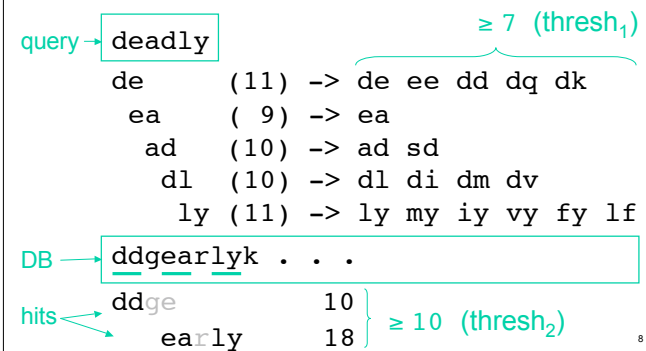 ≥ 7 (thresh₁)
query → deadly
de (11) -> de ee dd dq dk
ea ( 9) -> ea
ad (10) -> ad sd
dl (10) -> dl di dm dv
ly (11) -> ly my iy vy fy lf
DB → ddgearlyk . . .
hits
ddge 10
early 18
≥ 10 (thresh₂)
8